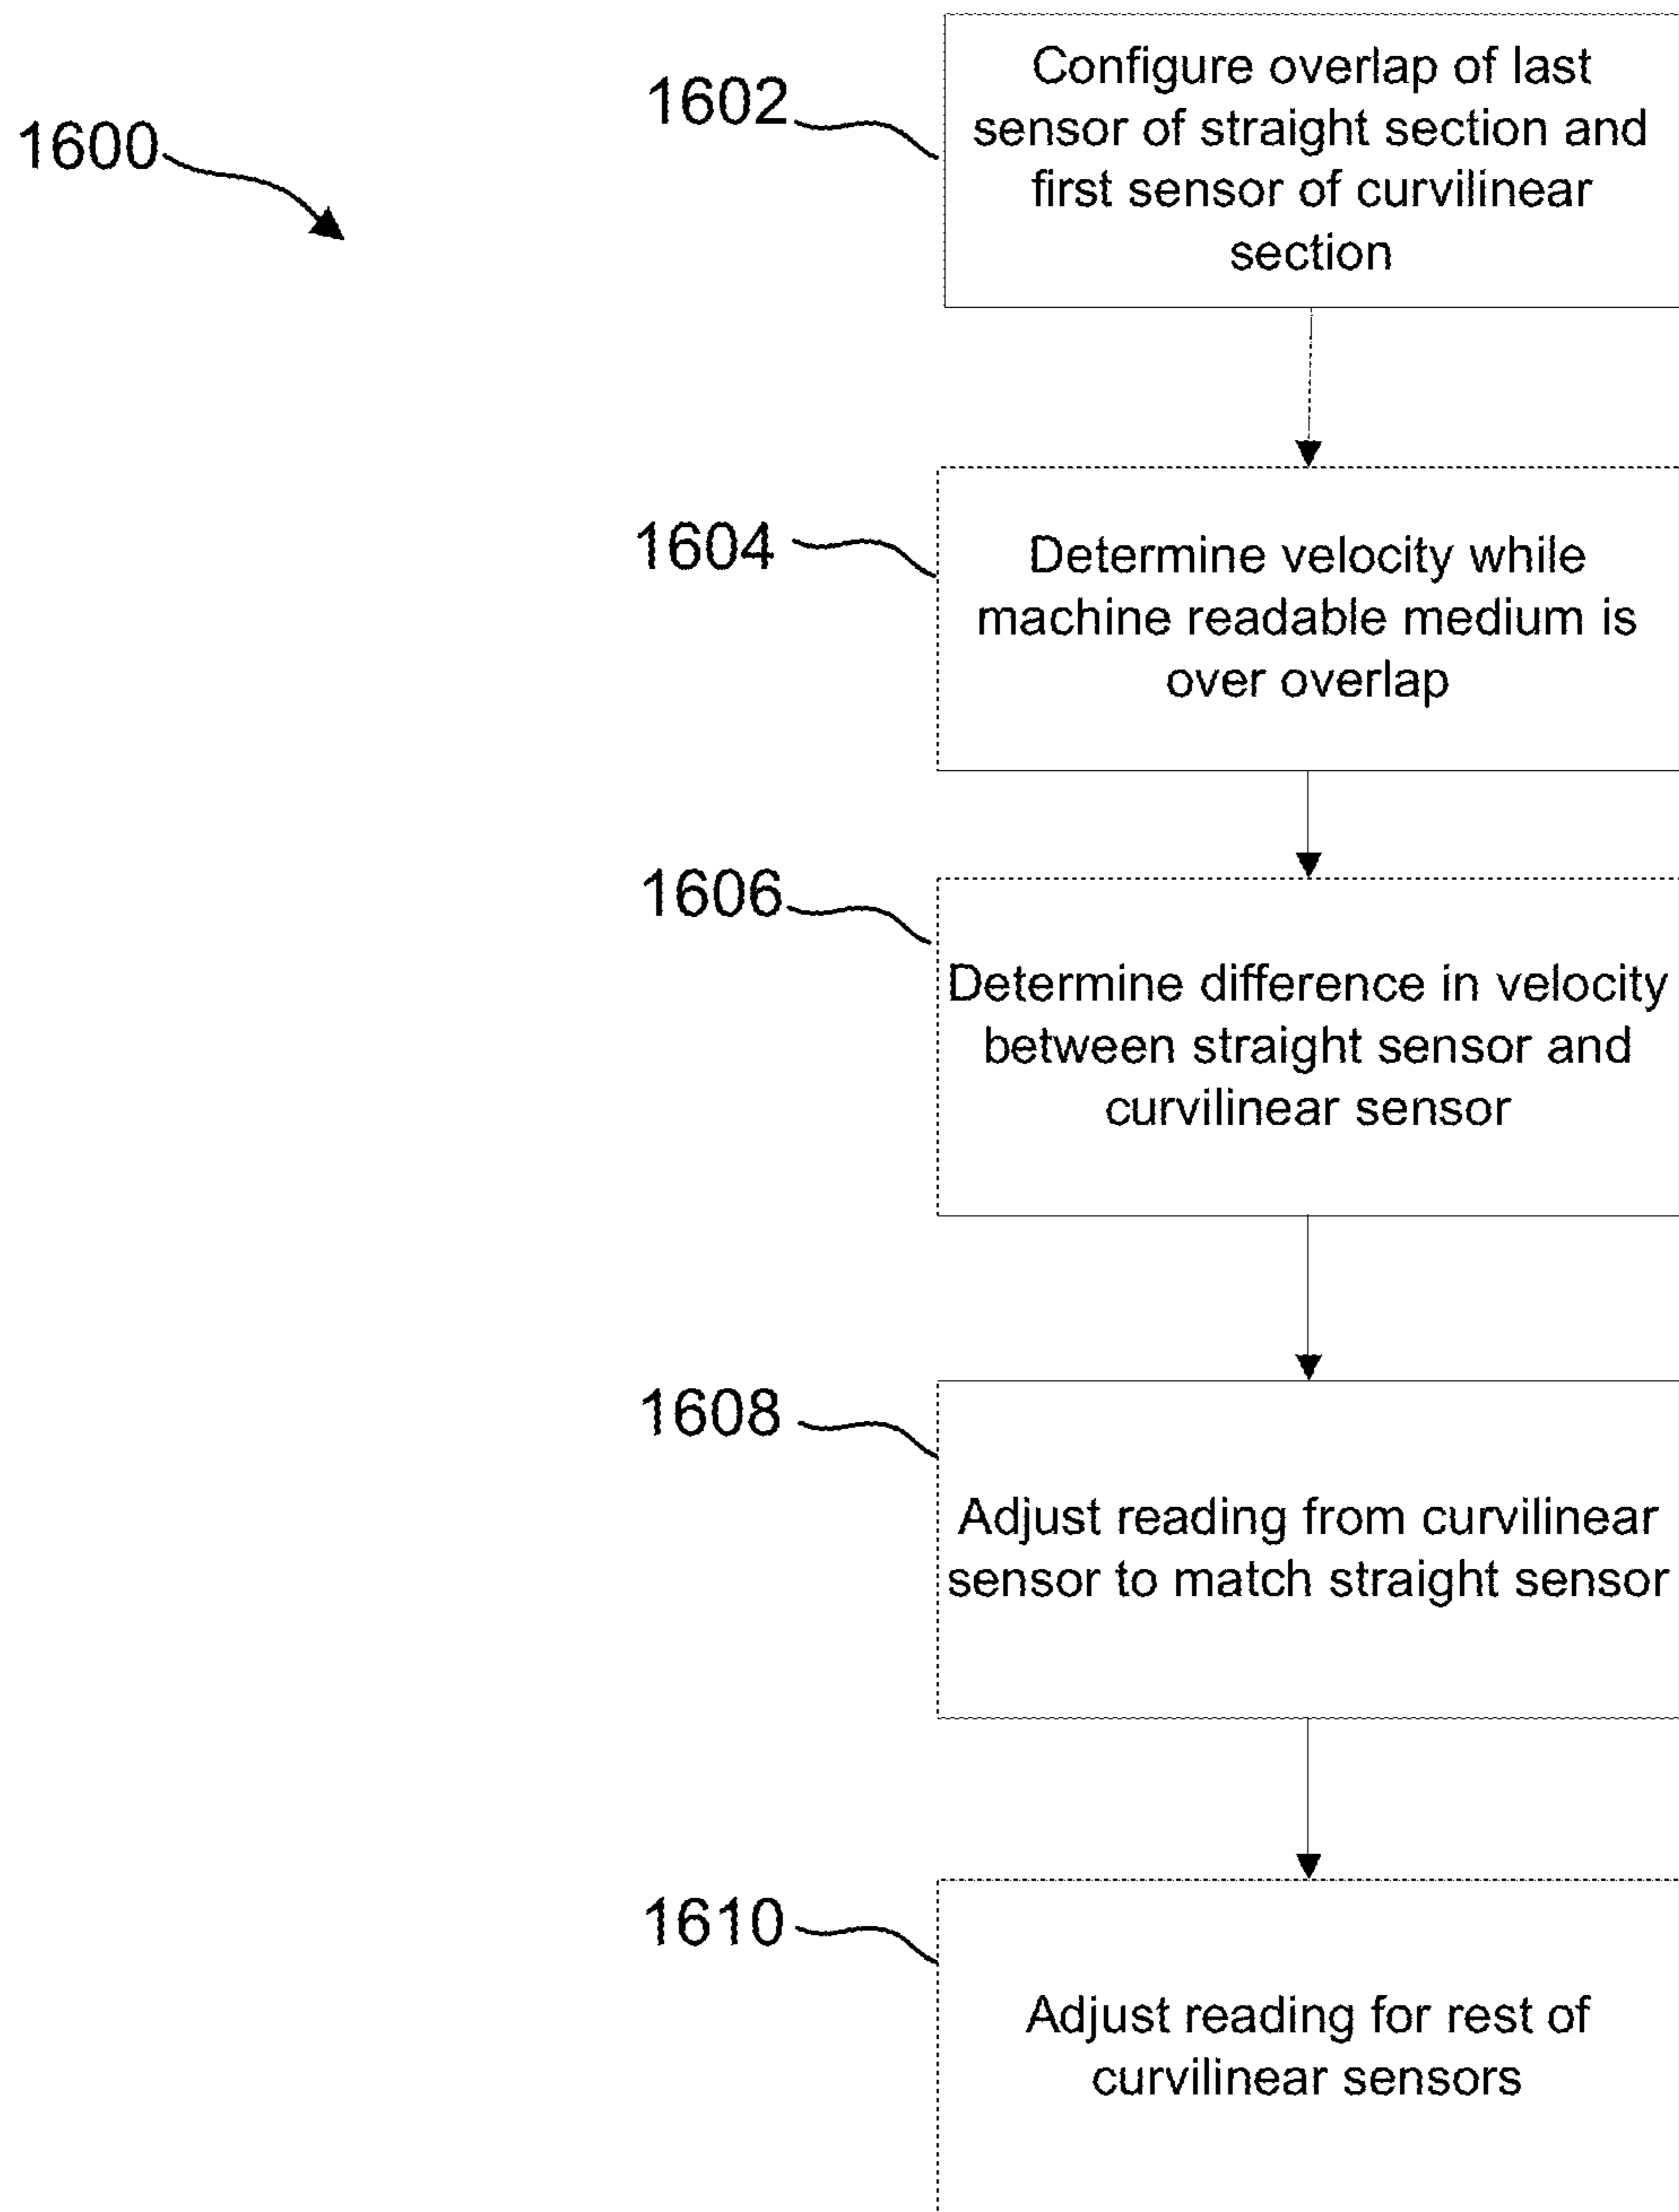 1600
1602
Configure overlap of last
sensor of straight section and
first sensor of curvilinear
section
1604
Determine velocity while
machine readable medium is
over overlap
1606
Determine difference in velocity
between straight sensor and
curvilinear sensor
1608
Adjust reading from curvilinear
sensor to match straight sensor
1610
Adjust reading for rest of
curvilinear sensors